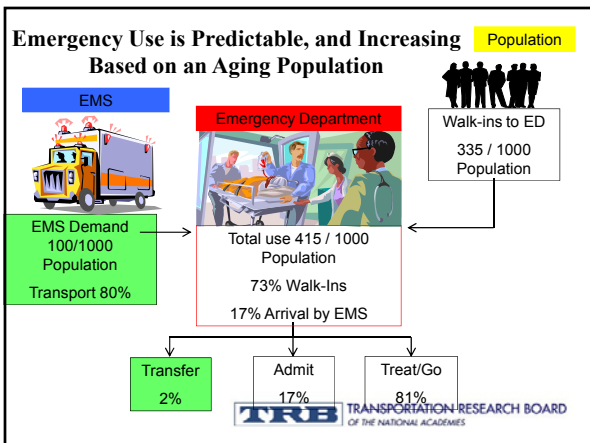 Emergency Use is Predictable, and Increasing
Based on an Aging Population
Population
EMS
Emergency Department
Walk-ins to ED
335 / 1000
Population
EMS Demand
100/1000
Population
Transport 80%
Total use 415 / 1000
Population
73% Walk-Ins
17% Arrival by EMS
Transfer
2%
Admit
17%
Treat/Go
81%
TRB TRANSPORTATION RESEARCH BOARD
OF THE NATIONAL ACADEMIES